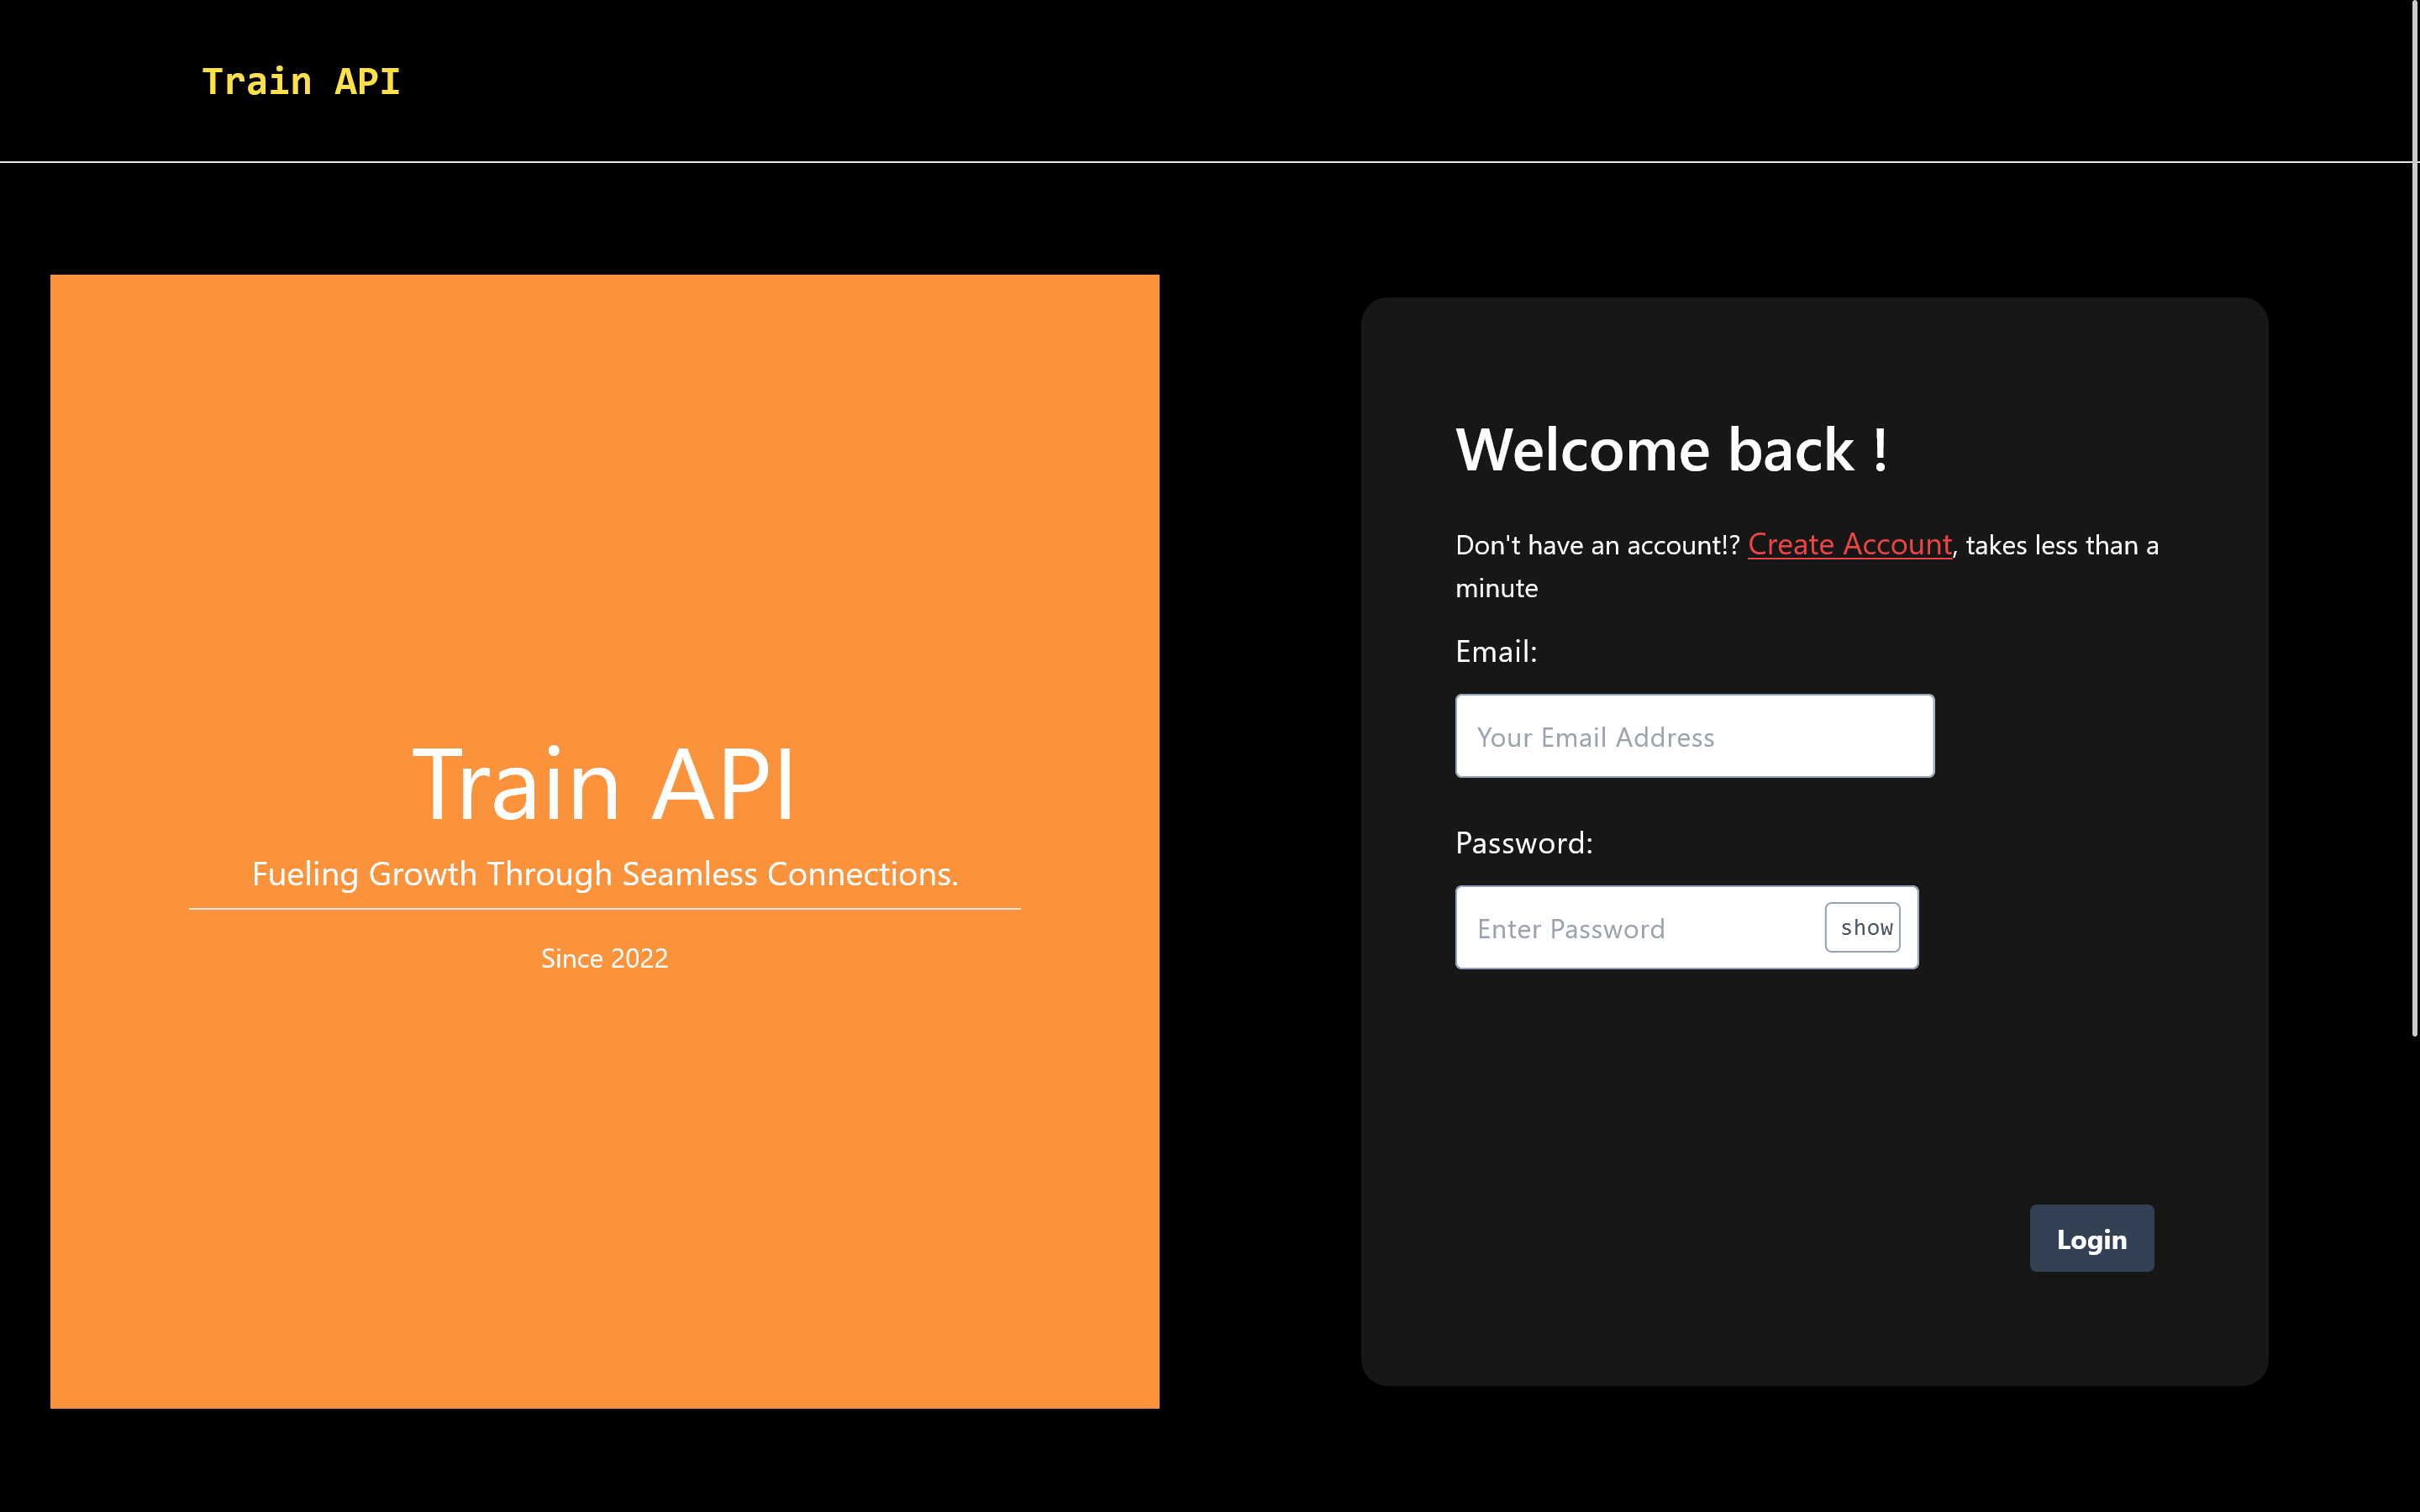 Train API
Train API
Fueling Growth Through Seamless Connections.
Since 2022
Welcome back !
Don't have an account!? Create Account, takes less than a
minute
Email:
Your Email Address
Password:
Enter Password
show
Login